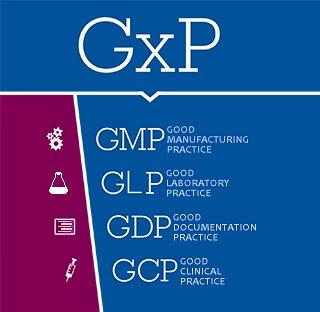 GxP
GMP GOOD
MANUFACTURING
PRACTICE
GLP GOOD
LABORATORY
PRACTICE
GDP GOOD
DOCUMENTATION
PRACTICE
GCP GOOD
CLINICAL
PRACTICE